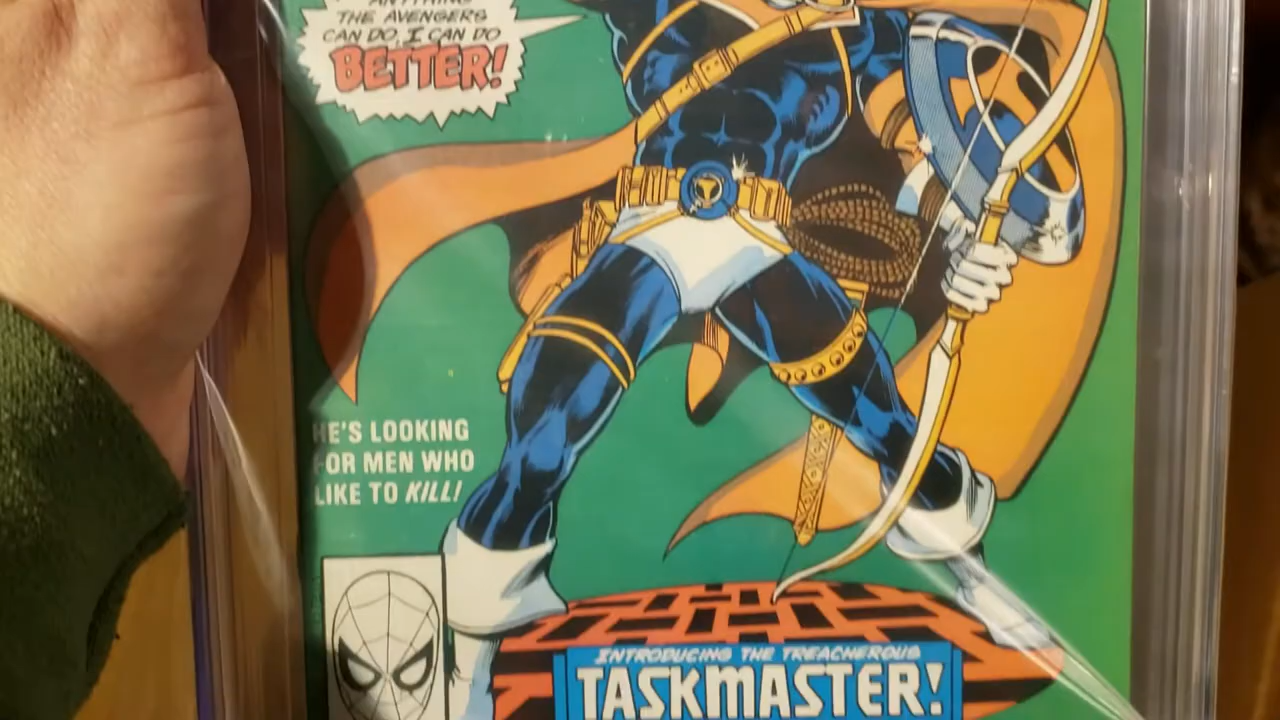 ANYTHING
THE AVENGERS
CAN DO, I CAN DO
BETTER!
HE'S LOOKING
FOR MEN WHO
LIKE TO KILL!
INTRODUCING THE TREACHEROUS
TASKMASTER!